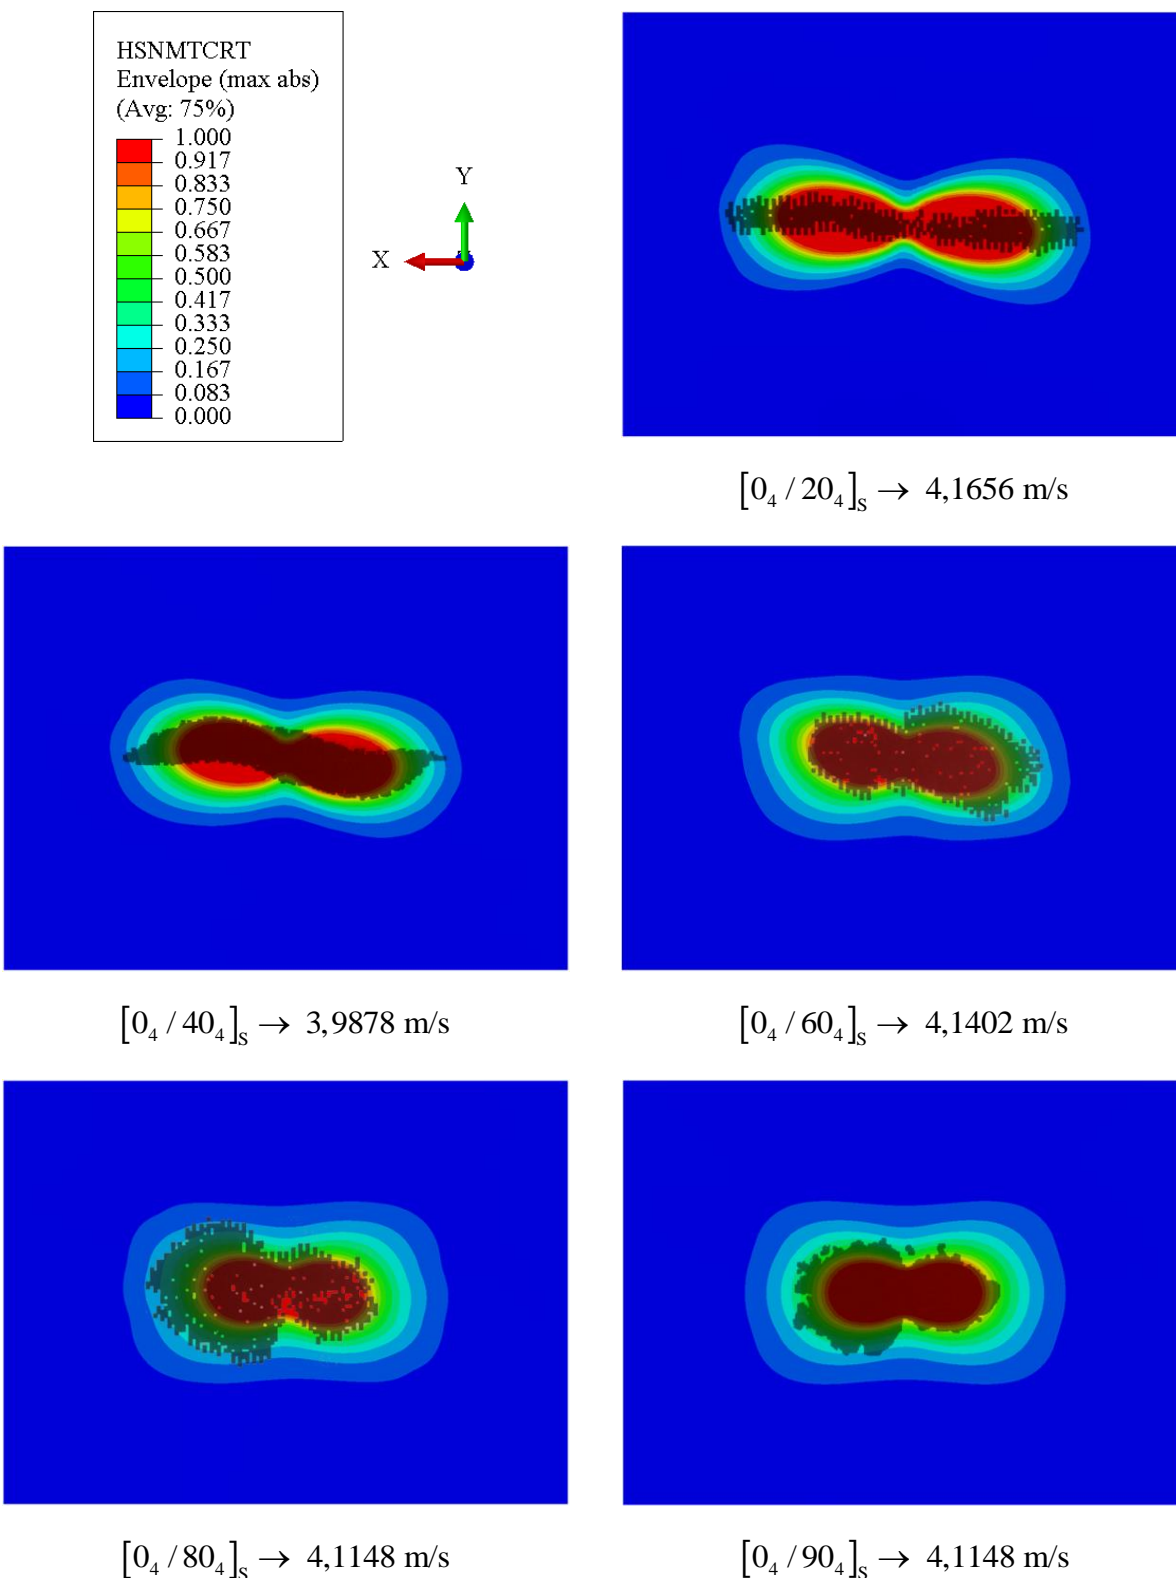 HSNMTCRT
Envelope (max abs)
(Avg: 75%)
1.000
0.917
0.833
0.750
0.667
0.583
0.500
0.417
0.333
0.250
0.167
0.083
0.000
Y
X
[0₄ / 20₄]ₛ → 4,1656 m/s
[0₄ / 40₄]ₛ → 3,9878 m/s
[0₄ / 60₄]ₛ → 4,1402 m/s
[0₄ / 80₄]ₛ → 4,1148 m/s
[0₄ / 90₄]ₛ → 4,1148 m/s